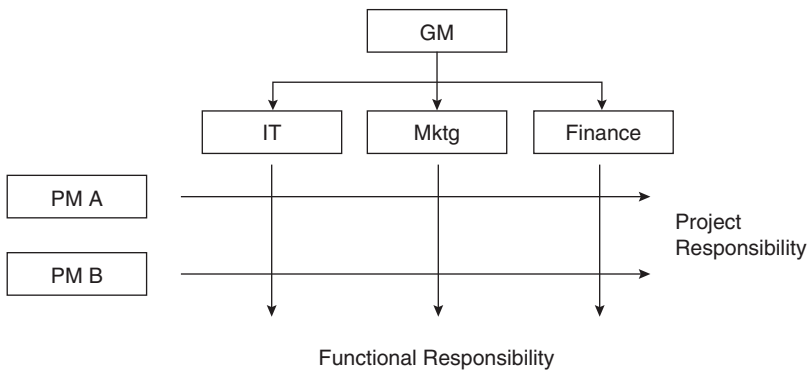 GM
IT
Mktg
Finance
PM A
Project
Responsibility
PM B
Functional Responsibility